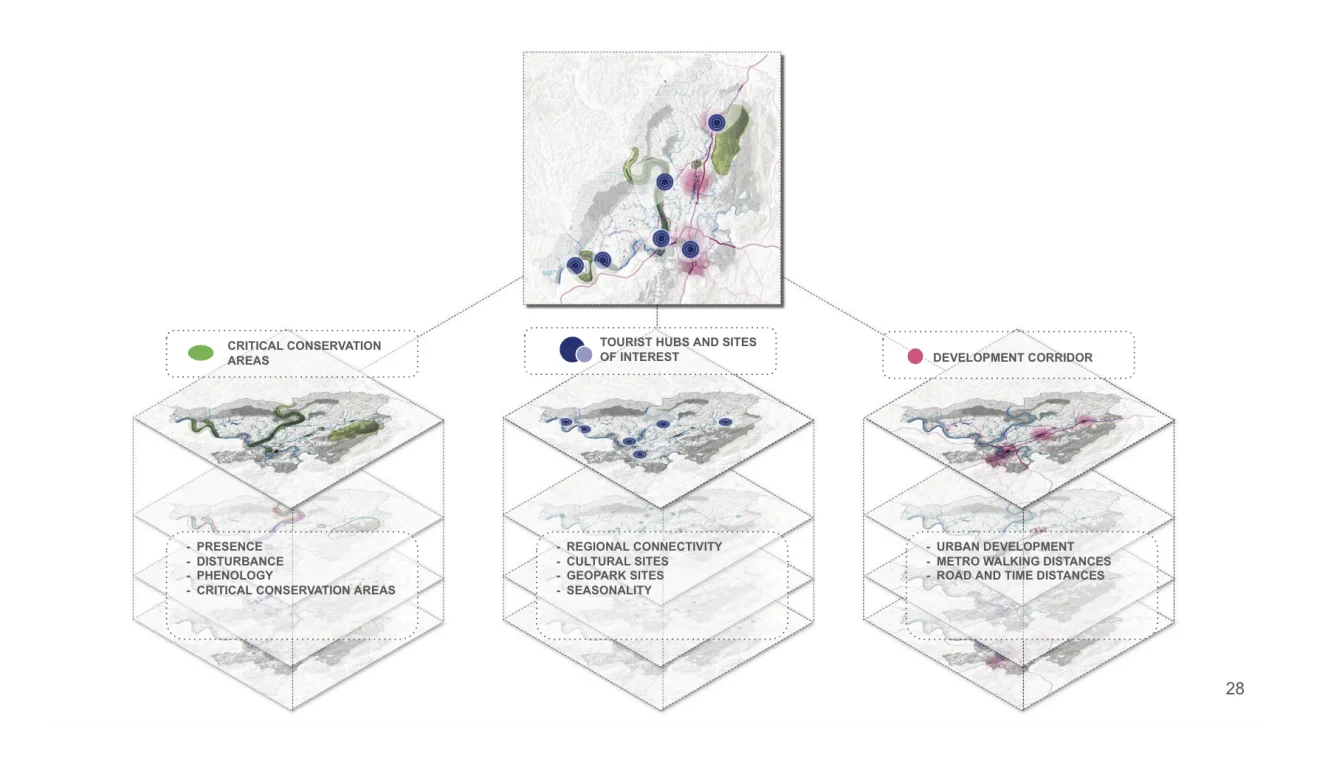 CRITICAL CONSERVATION
AREAS
TOURIST HUBS AND SITES
OF INTEREST
DEVELOPMENT CORRIDOR
- PRESENCE
- DISTURBANCE
- PHENOLOGY
- CRITICAL CONSERVATION AREAS
- REGIONAL CONNECTIVITY
- CULTURAL SITES
- GEOPARK SITES
- SEASONALITY
- URBAN DEVELOPMENT
- METRO WALKING DISTANCES
- ROAD AND TIME DISTANCES
28